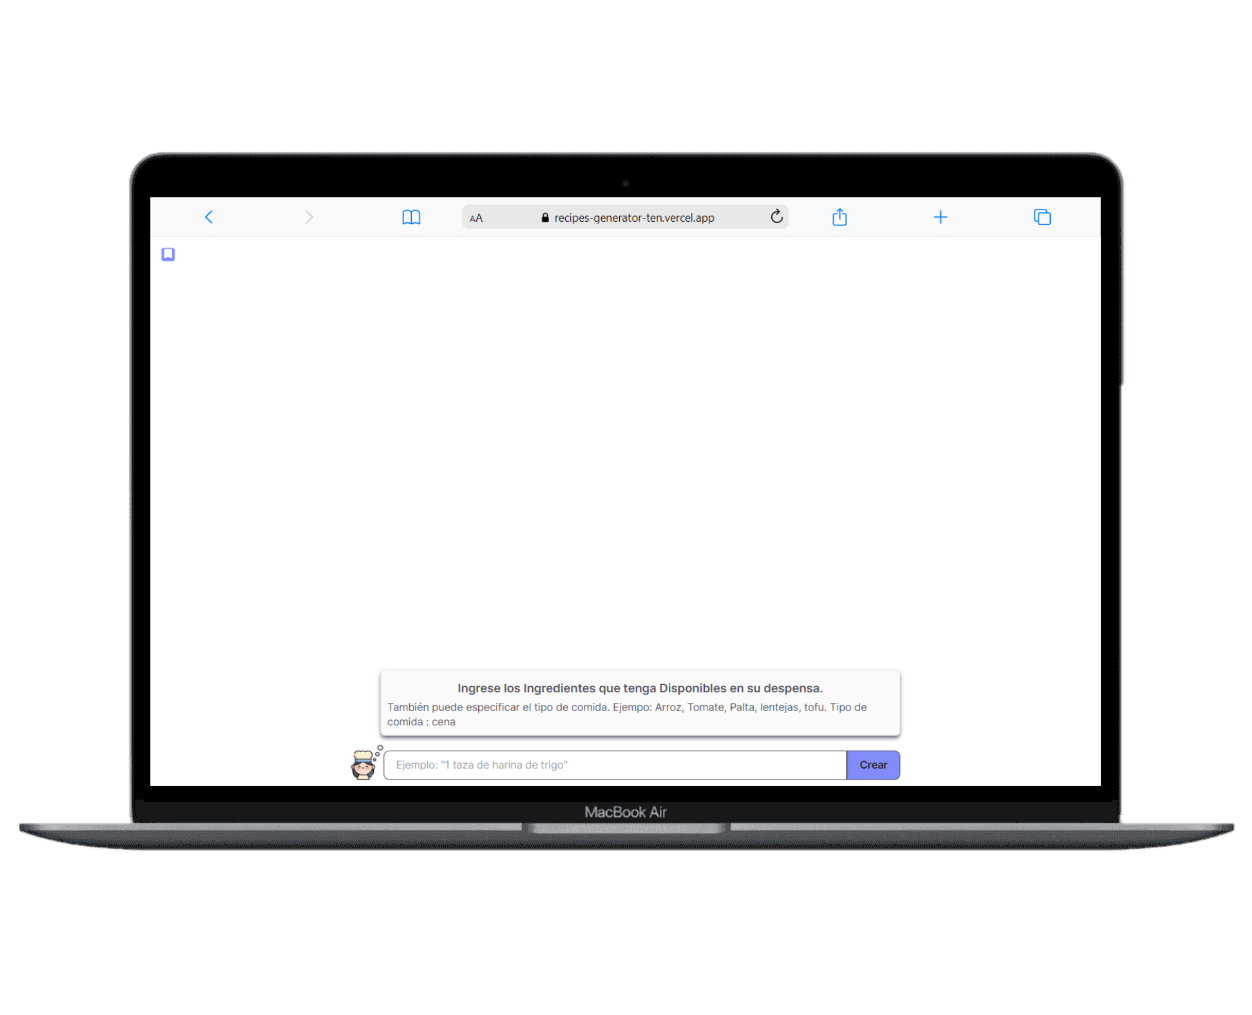 AA recipes-generator-ten.vercel.app
Ingrese los Ingredientes que tenga Disponibles en su despensa.
También puede especificar el tipo de comida. Ejempo: Arroz, Tomate, Palta, lentejas, tofu. Tipo de
comida : cena
Ejemplo: "1 taza de harina de trigo"
Crear
MacBook Air